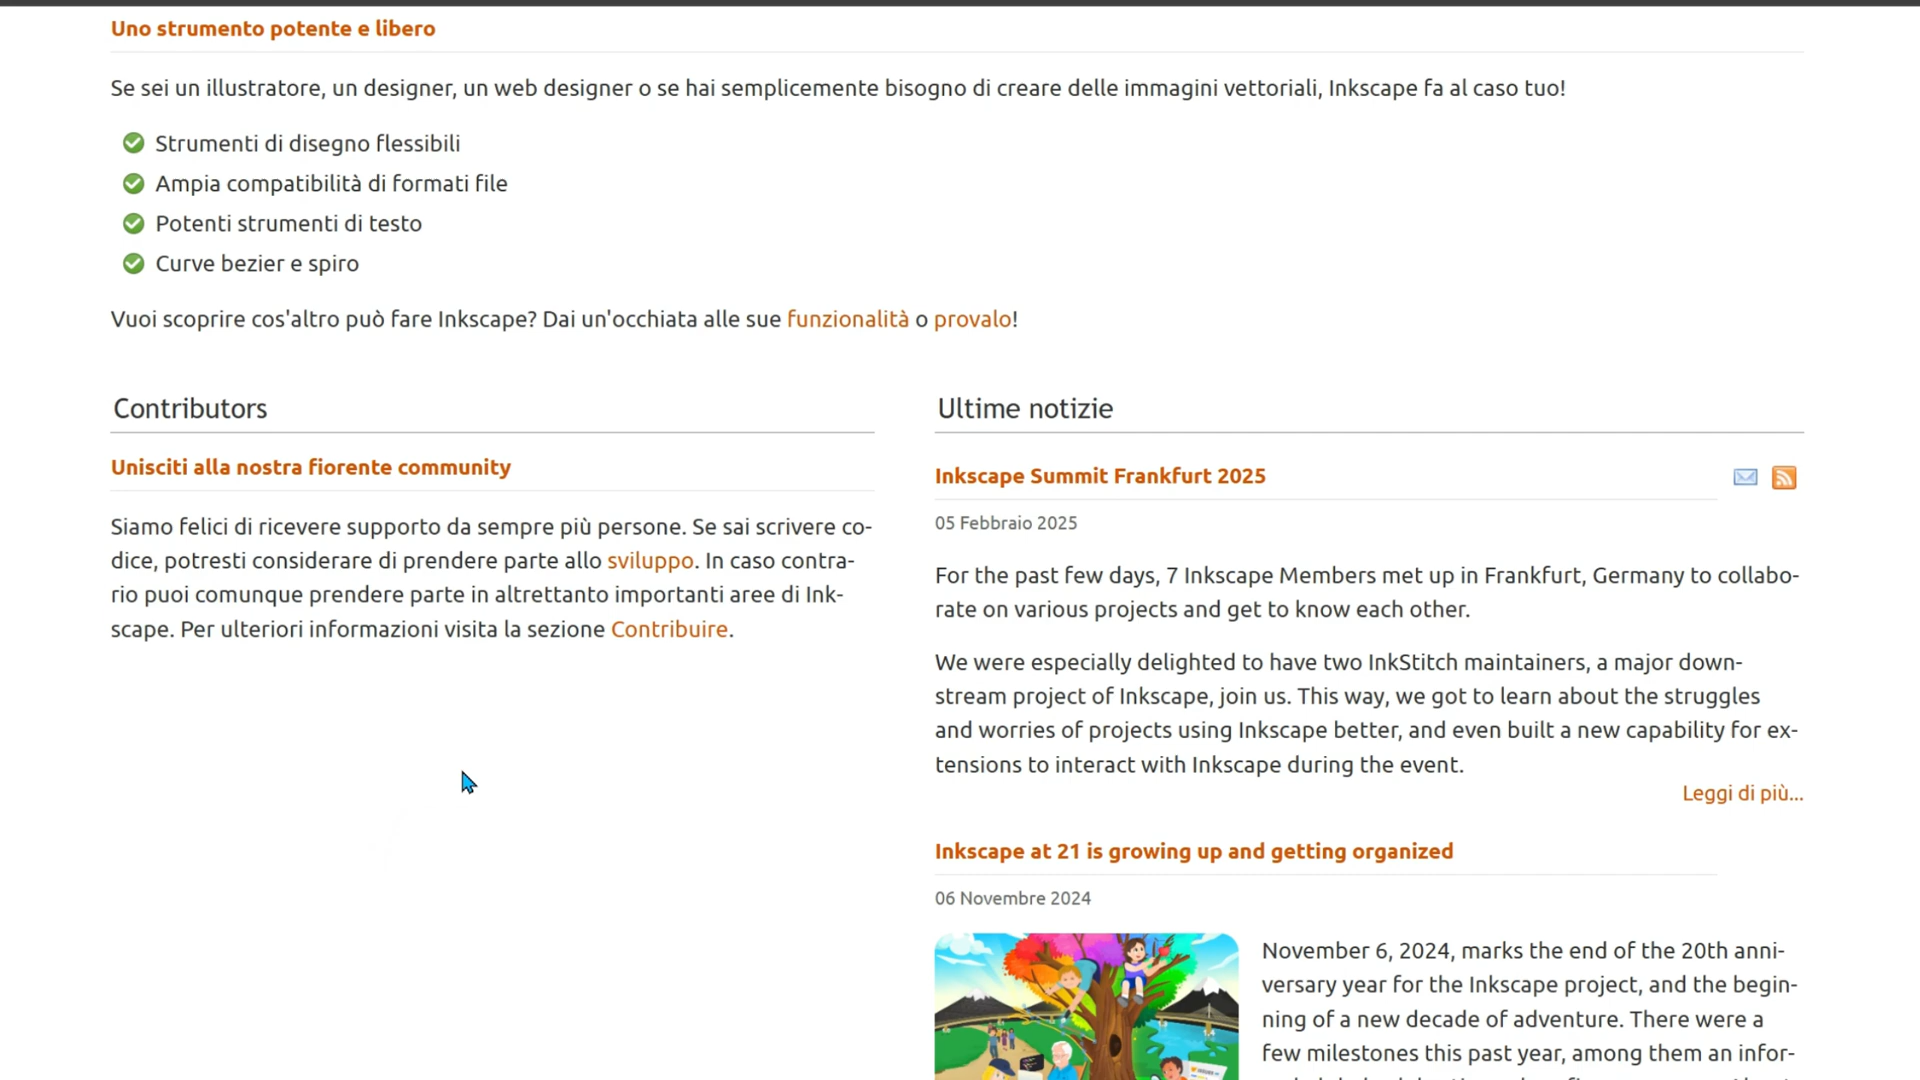 Uno strumento potente e libero
Se sei un illustratore, un designer, un web designer o se hai semplicemente bisogno di creare delle immagini vettoriali, Inkscape fa al caso tuo!
Strumenti di disegno flessibili
Ampia compatibilità di formati file
Potenti strumenti di testo
Curve bezier e spiro
Vuoi scoprire cos'altro può fare Inkscape? Dai un'occhiata alle sue funzionalità o provalo!
Contributors
Unisciti alla nostra fiorente community
Siamo felici di ricevere supporto da sempre più persone. Se sai scrivere co-
dice, potresti considerare di prendere parte allo sviluppo. In caso contra-
rio puoi comunque prendere parte in altrettanto importanti aree di Ink-
scape. Per ulteriori informazioni visita la sezione Contribuire.
Ultime notizie
Inkscape Summit Frankfurt 2025
05 Febbraio 2025
For the past few days, 7 Inkscape Members met up in Frankfurt, Germany to collabo-
rate on various projects and get to know each other.
We were especially delighted to have two InkStitch maintainers, a major down-
stream project of Inkscape, join us. This way, we got to learn about the struggles
and worries of projects using Inkscape better, and even built a new capability for ex-
tensions to interact with Inkscape during the event.
Leggi di più...
Inkscape at 21 is growing up and getting organized
06 Novembre 2024
November 6, 2024, marks the end of the 20th anni-
versary year for the Inkscape project, and the begin-
ning of a new decade of adventure. There were a
few milestones this past year, among them an infor-